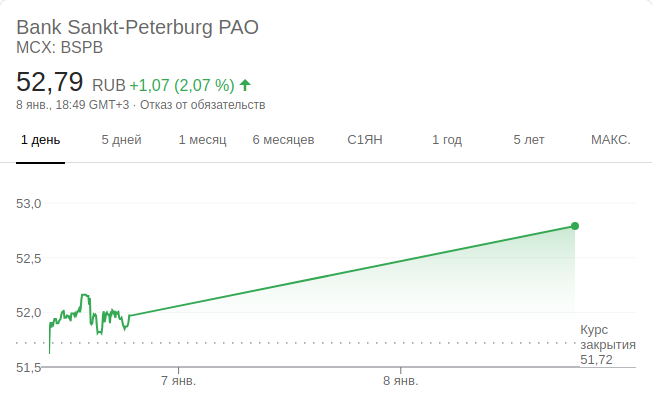 Bank Sankt-Peterburg PAO
MCX: BSPB
52,79 RUB +1,07 (2,07 %)
8 янв., 18:49 GMT+3 · Отказ от обязательств
1 день 5 дней 1 месяц 6 месяцев С1ЯН 1 год 5 лет МАКС.
53,0
52,5
52,0
51,5
Курс
закрытия
51,72
7 янв. 8 янв.